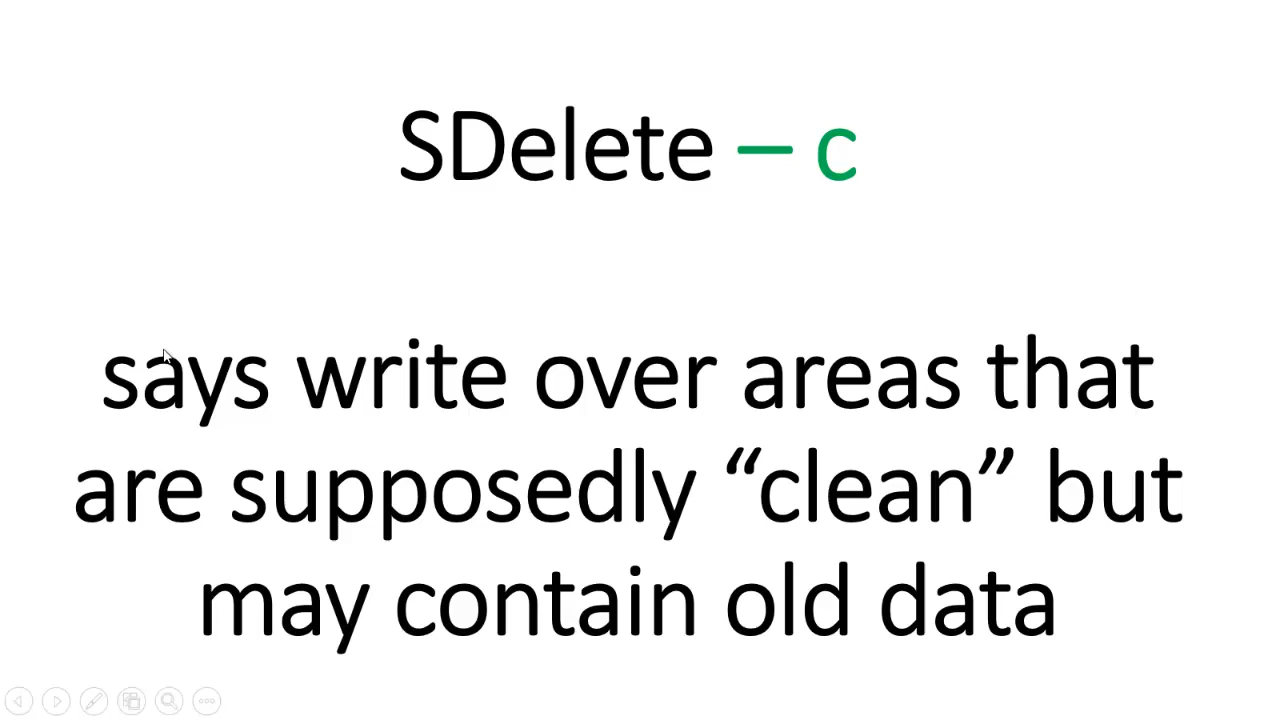 SDelete – c
says write over areas that
are supposedly “clean” but
may contain old data